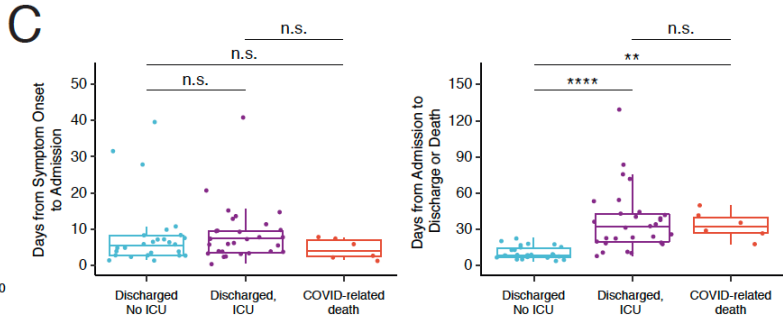 C
n.s.
n.s.
n.s.
Days from Symptom Onset
to Admission
50
40
30
20
10
0
Discharged
No ICU
Discharged,
ICU
COVID-related
death
n.s.
**
****
Days from Admission to
Discharge or Death
150
120
90
60
30
0
Discharged
No ICU
Discharged,
ICU
COVID-related
death
0